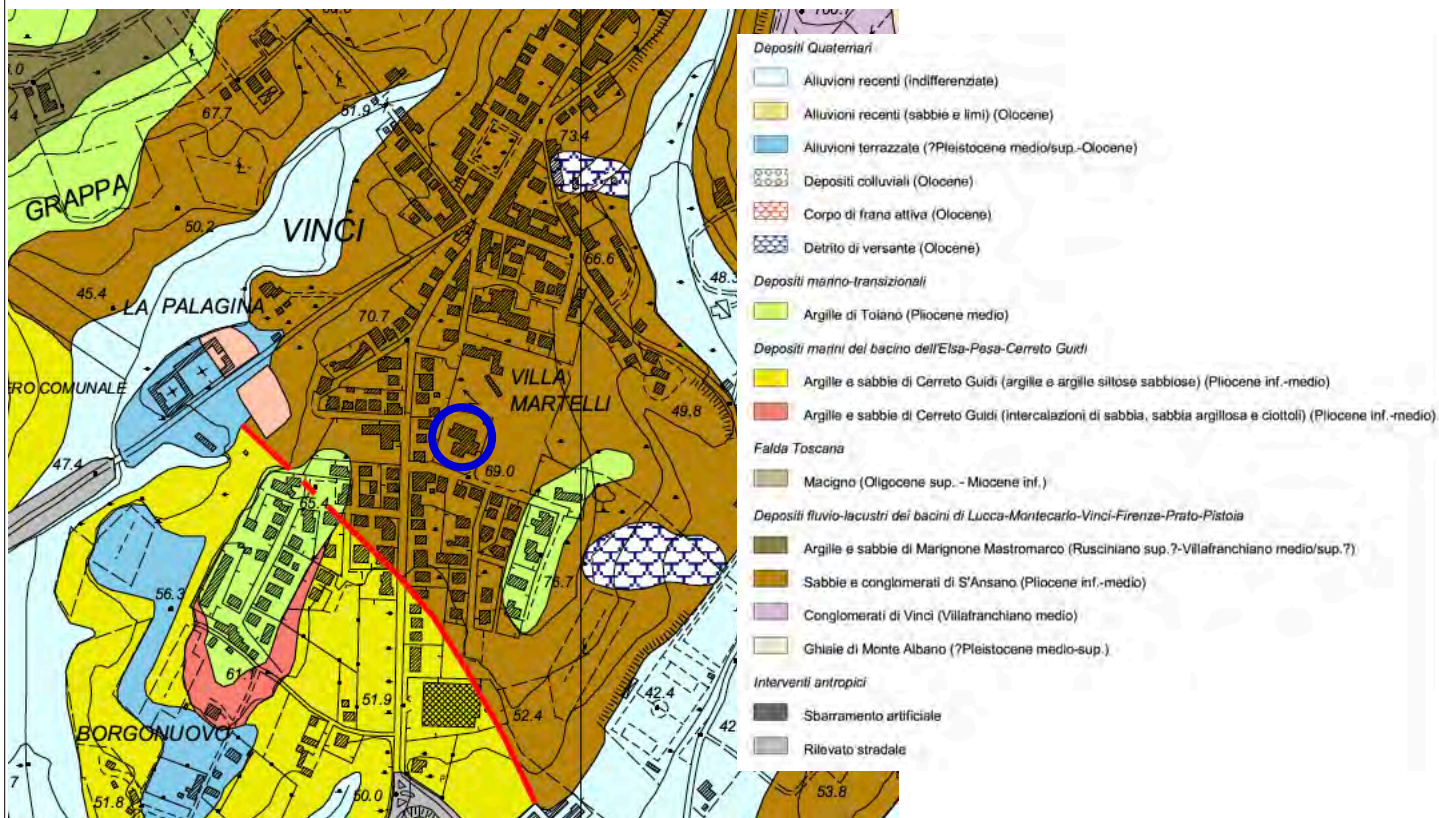 67.7
61.9
73.4
GRAPPA
50.2
VINCI
66.6
48.3
45.4
LA PALAGINA
70.7
ERO COMUNALE
VILLA
MARTELLI
49.8
47.4
69.0
76.7
56.3
61.1
51.9
52.4
42.4
BORGONUOVO
51.8
50.0
53.8
Depositi Quaternari
Alluvioni recenti (indifferenziate)
Alluvioni recenti (sabbie e limi) (Olocene)
Alluvioni terrazzate (?Pleistocene medio/sup.-Olocene)
Depositi colluviali (Olocene)
Corpo di frana attiva (Olocene)
Detrito di versante (Olocene)
Depositi marino-transizionali
Argille di Toiano (Pliocene medio)
Depositi marini del bacino dell'Elsa-Pesa-Cerreto Guidi
Argille e sabbie di Cerreto Guidi (argille e argille siltose sabbiose) (Pliocene inf.-medio)
Argille e sabbie di Cerreto Guidi (intercalazioni di sabbia, sabbia argillosa e ciottoli) (Pliocene inf.-medio)
Falda Toscana
Macigno (Oligocene sup. - Miocene inf.)
Depositi fluvio-lacustri dei bacini di Lucca-Montecarlo-Vinci-Firenze-Prato-Pistoia
Argille e sabbie di Marignone Mastromarco (Rusciniano sup.?-Villafranchiano medio/sup.?)
Sabbie e conglomerati di S'Ansano (Pliocene inf.-medio)
Conglomerati di Vinci (Villafranchiano medio)
Ghiaie di Monte Albano (?Pleistocene medio-sup.)
Interventi antropici
Sbarramento artificiale
Rilevato stradale